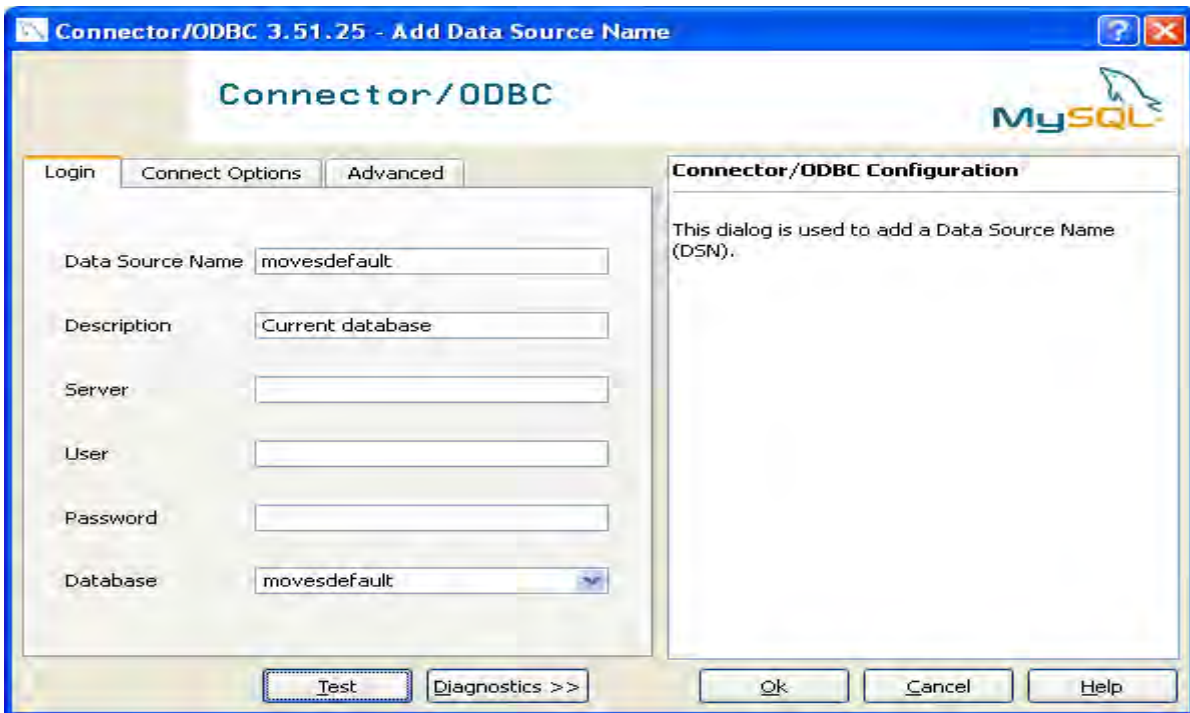 Connector/ODBC 3.51.25 - Add Data Source Name
Connector/ODBC
MySQL
Login
Connect Options
Advanced
Data Source Name
movesdefault
Description
Current database
Server
User
Password
Database
movesdefault
Connector/ODBC Configuration
This dialog is used to add a Data Source Name
(DSN).
Test
Diagnostics >>
Ok
Cancel
Help